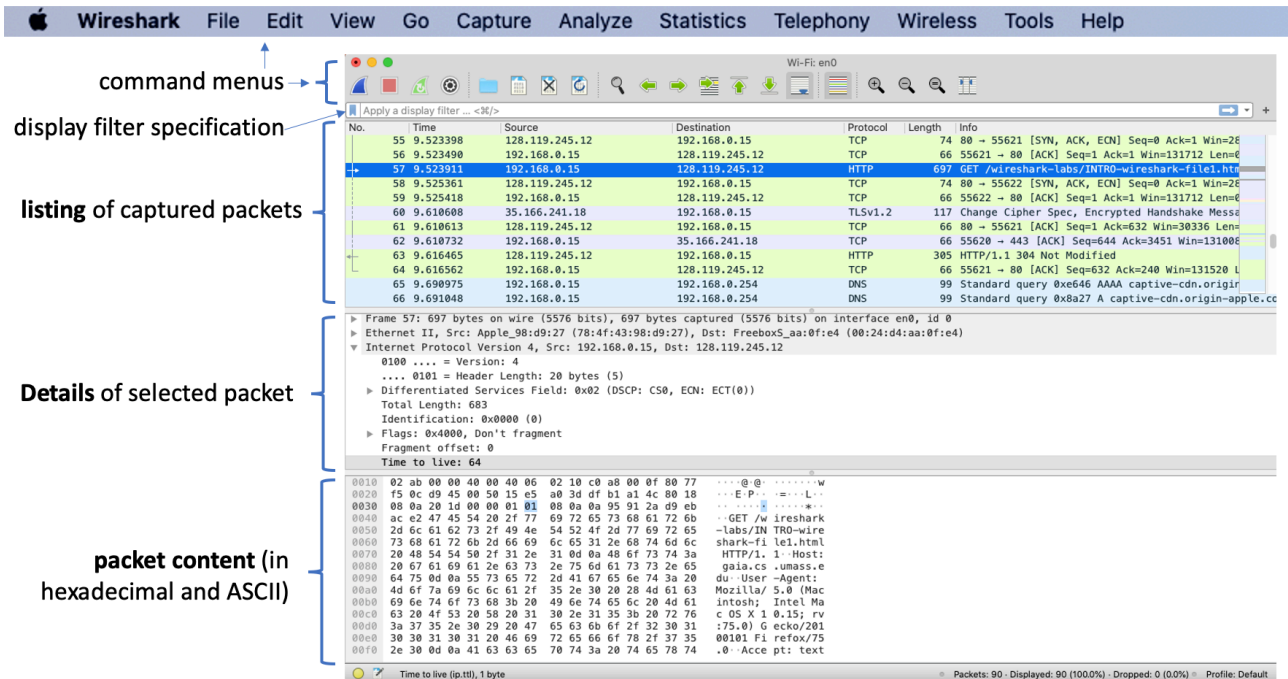 Wireshark File Edit View Go Capture Analyze Statistics Telephony Wireless Tools Help
command menus
Wi-Fi: en0
display filter specification
Apply a display filter ... <⌘/>
No. Time Source Destination Protocol Length Info
listing of captured packets
55 9.523398 128.119.245.12 192.168.0.15 TCP 74 80 → 55621 [SYN, ACK, ECN] Seq=0 Ack=1 Win=28
56 9.523490 192.168.0.15 128.119.245.12 TCP 66 55621 → 80 [ACK] Seq=1 Ack=1 Win=131712 Len=0
57 9.523911 192.168.0.15 128.119.245.12 HTTP 697 GET /wireshark-labs/INTRO-wireshark-file1.htm
58 9.525361 128.119.245.12 192.168.0.15 TCP 74 80 → 55622 [SYN, ACK, ECN] Seq=0 Ack=1 Win=28
59 9.525418 192.168.0.15 128.119.245.12 TCP 66 55622 → 80 [ACK] Seq=1 Ack=1 Win=131712 Len=0
60 9.610608 35.166.241.18 192.168.0.15 TLSv1.2 117 Change Cipher Spec, Encrypted Handshake Messa
61 9.610613 128.119.245.12 192.168.0.15 TCP 66 80 → 55621 [ACK] Seq=1 Ack=632 Win=30336 Len=
62 9.610732 192.168.0.15 35.166.241.18 TCP 66 55620 → 443 [ACK] Seq=644 Ack=3451 Win=131008
63 9.616465 128.119.245.12 192.168.0.15 HTTP 305 HTTP/1.1 304 Not Modified
64 9.616562 192.168.0.15 128.119.245.12 TCP 66 55621 → 80 [ACK] Seq=632 Ack=240 Win=131520 L
65 9.690975 192.168.0.15 192.168.0.254 DNS 99 Standard query 0xe646 AAAA captive-cdn.origin
66 9.691048 192.168.0.15 192.168.0.254 DNS 99 Standard query 0x8a27 A captive-cdn.origin-apple.co
Details of selected packet
Frame 57: 697 bytes on wire (5576 bits), 697 bytes captured (5576 bits) on interface en0, id 0
Ethernet II, Src: Apple_98:d9:27 (78:4f:43:98:d9:27), Dst: FreeboxS_aa:0f:e4 (00:24:d4:aa:0f:e4)
Internet Protocol Version 4, Src: 192.168.0.15, Dst: 128.119.245.12
0100 .... = Version: 4
.... 0101 = Header Length: 20 bytes (5)
Differentiated Services Field: 0x02 (DSCP: CS0, ECN: ECT(0))
Total Length: 683
Identification: 0x0000 (0)
Flags: 0x4000, Don't fragment
Fragment offset: 0
Time to live: 64
packet content (in
hexadecimal and ASCII)
0010 02 ab 00 00 40 00 40 06 02 10 c0 a8 00 0f 80 77 ····@·@· ·······w
0020 f5 0c d9 45 00 50 15 e5 a0 3d df b1 a1 4c 80 18 ···E·P·· ·=···L··
0030 08 0a 20 1d 00 00 01 01 08 0a 0a 95 91 2a d9 eb ·· ····· ·····*··
0040 ac e2 47 45 54 20 2f 77 69 72 65 73 68 61 72 6b ··GET /w ireshark
0050 2d 6c 61 62 73 2f 49 4e 54 52 4f 2d 77 69 72 65 -labs/IN TRO-wire
0060 73 68 61 72 6b 2d 66 69 6c 65 31 2e 68 74 6d 6c shark-fi le1.html
0070 20 48 54 54 50 2f 31 2e 31 0d 0a 48 6f 73 74 3a HTTP/1. 1··Host:
0080 20 67 61 69 61 2e 63 73 2e 75 6d 61 73 73 2e 65 gaia.cs .umass.e
0090 64 75 0d 0a 55 73 65 72 2d 41 67 65 6e 74 3a 20 du··User -Agent:
00a0 4d 6f 7a 69 6c 6c 61 2f 35 2e 30 20 28 4d 61 63 Mozilla/ 5.0 (Mac
00b0 69 6e 74 6f 73 68 3b 20 49 6e 74 65 6c 20 4d 61 intosh; Intel Ma
00c0 63 20 4f 53 20 58 20 31 30 2e 31 35 3b 20 72 76 c OS X 1 0.15; rv
00d0 3a 37 35 2e 30 29 20 47 65 63 6b 6f 2f 32 30 31 :75.0) G ecko/201
00e0 30 30 31 30 31 20 46 69 72 65 66 6f 78 2f 37 35 00101 Fi refox/75
00f0 2e 30 0d 0a 41 63 63 65 70 74 3a 20 74 65 78 74 .0··Acce pt: text
Time to live (ip.ttl), 1 byte Packets: 90 · Displayed: 90 (100.0%) · Dropped: 0 (0.0%) Profile: Default